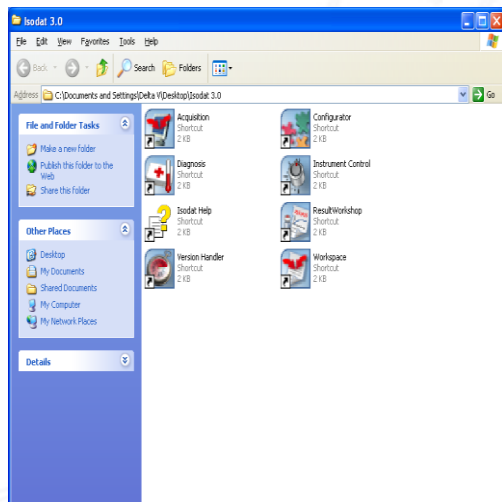 Isodat 3.0
File Edit View Favorites Tools Help
Back Search Folders
Address C:\Documents and Settings\Delta V\Desktop\Isodat 3.0 Go
File and Folder Tasks
Make a new folder
Publish this folder to the
Web
Share this folder
Other Places
Desktop
My Documents
Shared Documents
My Computer
My Network Places
Details
Acquisition
Shortcut
2 KB
Configurator
Shortcut
2 KB
Diagnosis
Shortcut
2 KB
Instrument Control
Shortcut
2 KB
Isodat Help
Shortcut
2 KB
ResultWorkshop
Shortcut
2 KB
Version Handler
Shortcut
2 KB
Workspace
Shortcut
2 KB